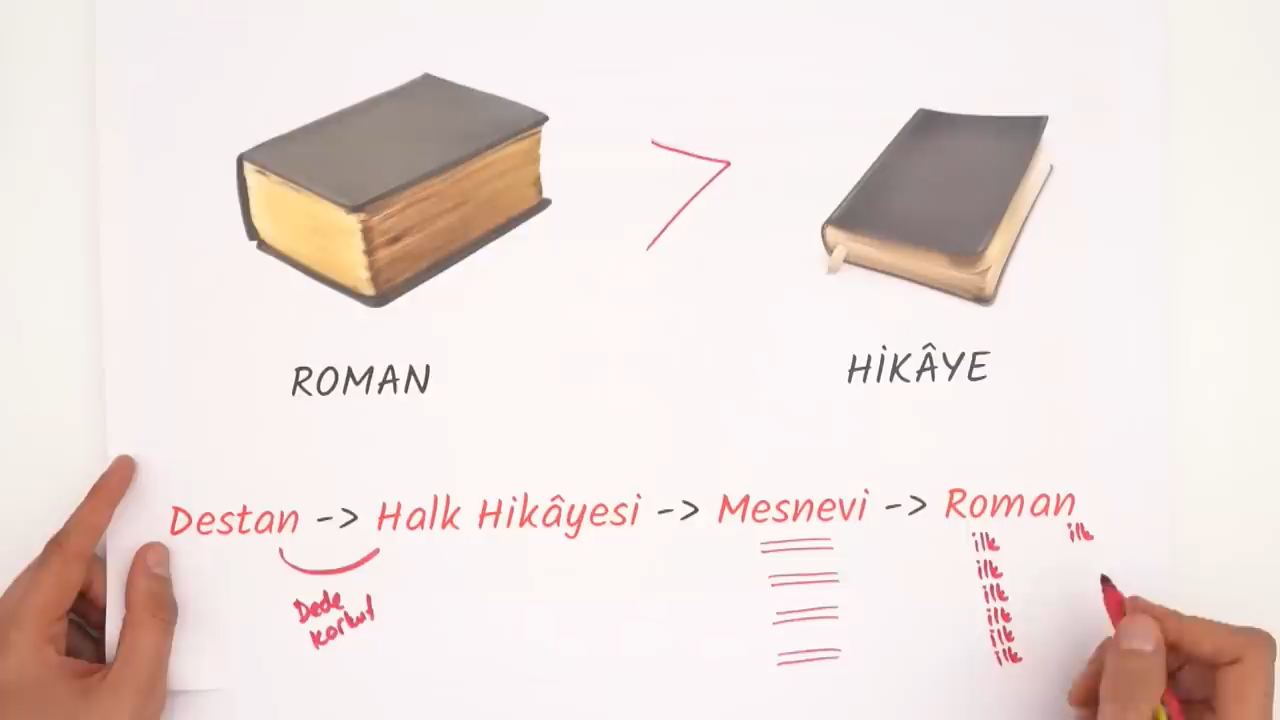 ROMAN
>
HİKÂYE
Destan -> Halk Hikâyesi -> Mesnevi -> Roman
ilk
ilk
ilk
ilk
ilk
ilk
ilk
Dede
korkut